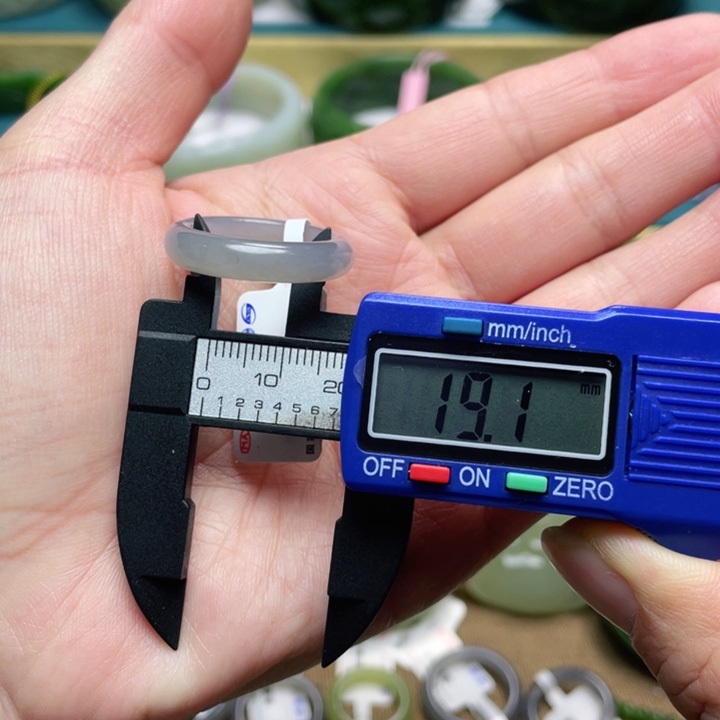 mm/inch
19.1 mm
OFF ON ZERO
0 10 20
1 2 3 4 5 6 7